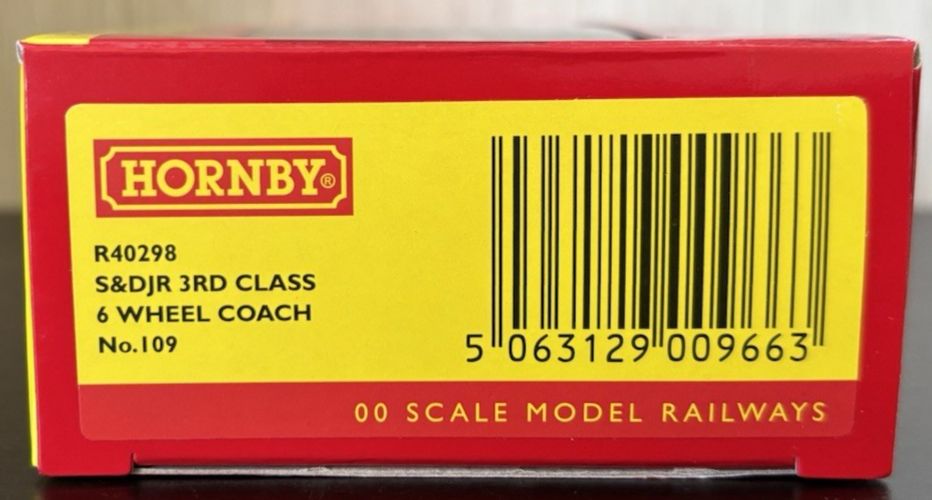 HORNBY®
R40298
S&DJR 3RD CLASS
6 WHEEL COACH
No.109
5 063129 009663
00 SCALE MODEL RAILWAYS